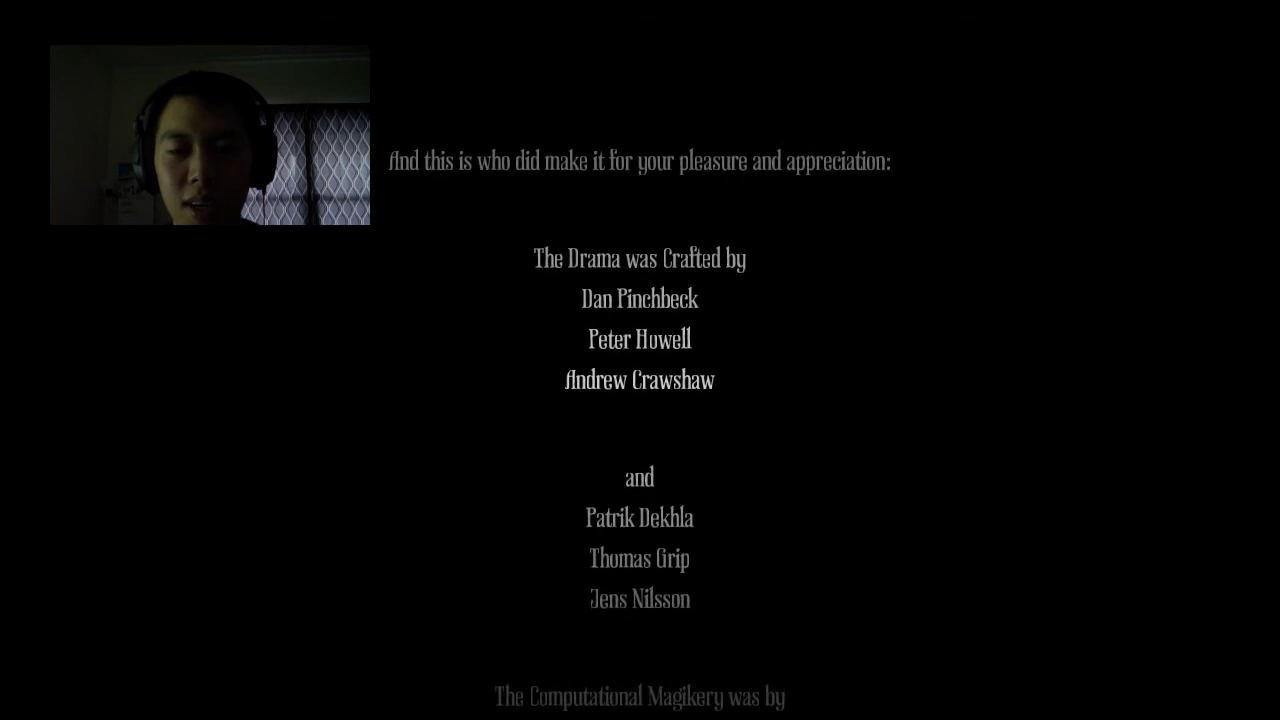 And this is who did make it for your pleasure and appreciation:
The Drama was Crafted by
Dan Pinchbeck
Peter Howell
Andrew Crawshaw
and
Patrik Dekhla
Thomas Grip
Jens Nilsson
The Computational Magikery was by